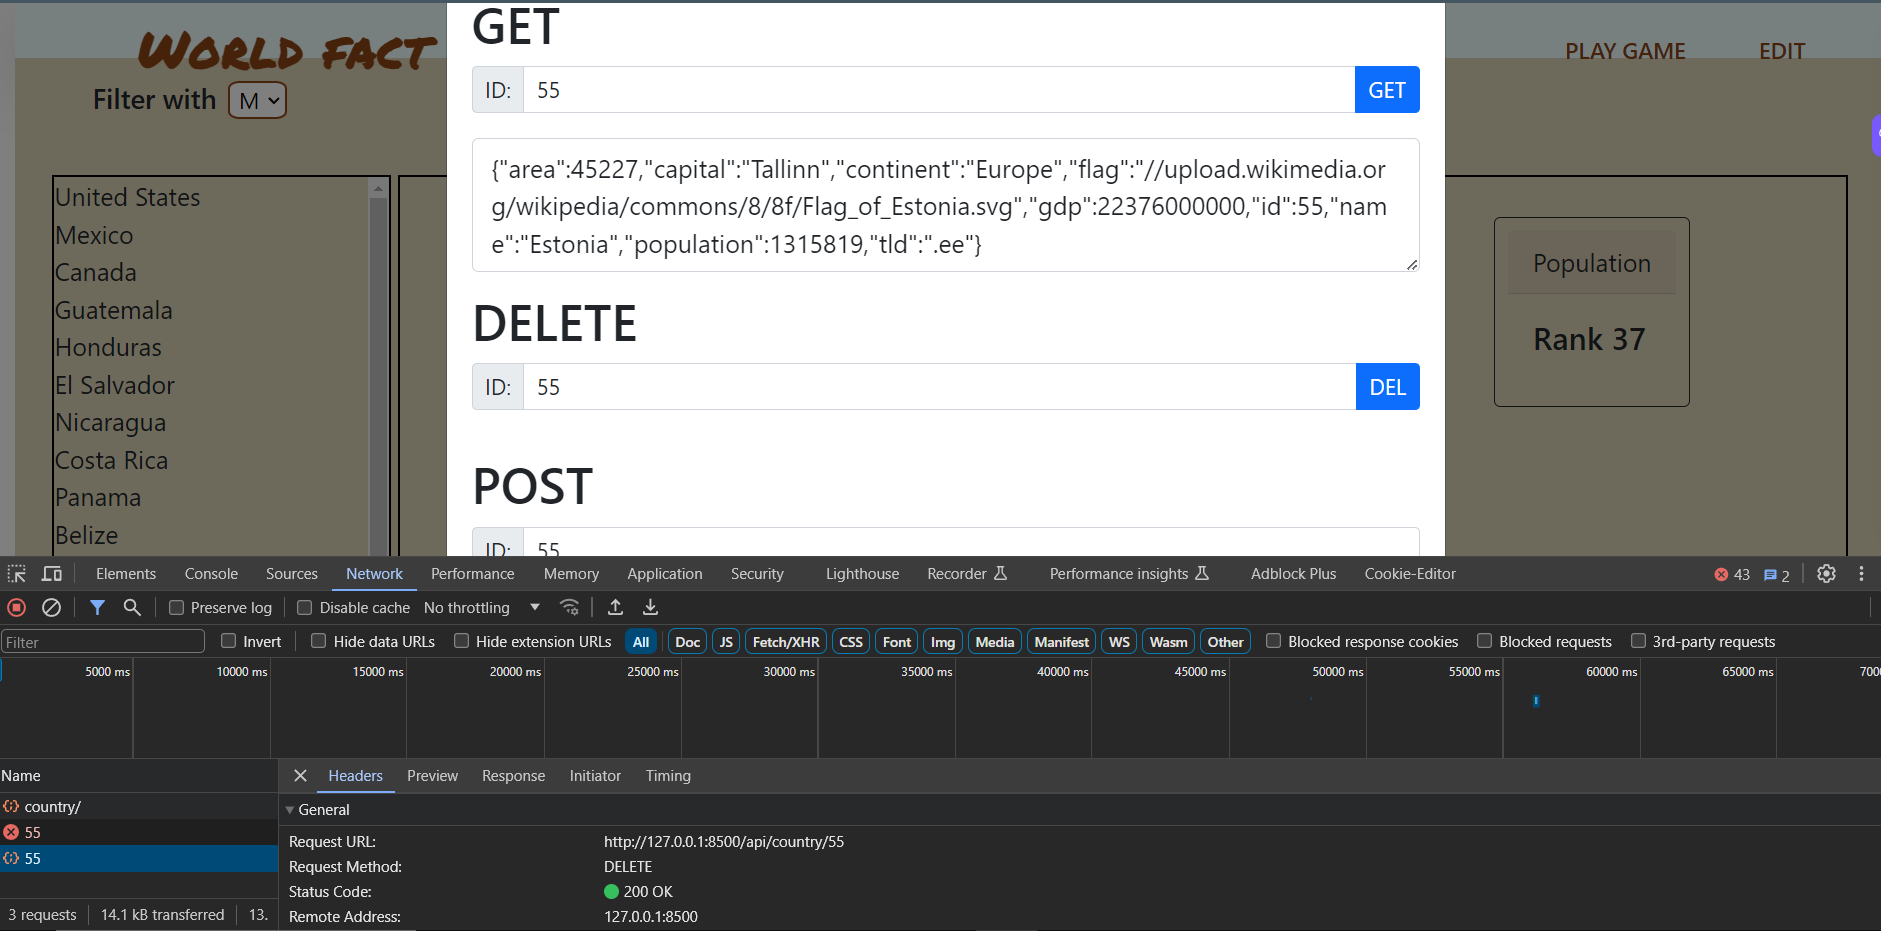 GET
WORLD FACT
PLAY GAME
EDIT
Filter with
M
ID:
55
GET
{"area":45227,"capital":"Tallinn","continent":"Europe","flag":"//upload.wikimedia.or
g/wikipedia/commons/8/8f/Flag_of_Estonia.svg","gdp":22376000000,"id":55,"nam
e":"Estonia","population":1315819,"tld":".ee"}
United States
Mexico
Canada
Guatemala
Honduras
El Salvador
Nicaragua
Costa Rica
Panama
Belize
Population
Rank 37
DELETE
ID:
55
DEL
POST
ID:
55
Elements
Console
Sources
Network
Performance
Memory
Application
Security
Lighthouse
Recorder
Performance insights
Adblock Plus
Cookie-Editor
43
2
Preserve log
Disable cache
No throttling
Filter
Invert
Hide data URLs
Hide extension URLs
All
Doc
JS
Fetch/XHR
CSS
Font
Img
Media
Manifest
WS
Wasm
Other
Blocked response cookies
Blocked requests
3rd-party requests
5000 ms
10000 ms
15000 ms
20000 ms
25000 ms
30000 ms
35000 ms
40000 ms
45000 ms
50000 ms
55000 ms
60000 ms
65000 ms
7000
Name
Headers
Preview
Response
Initiator
Timing
country/
55
55
General
Request URL:
http://127.0.0.1:8500/api/country/55
Request Method:
DELETE
Status Code:
200 OK
Remote Address:
127.0.0.1:8500
3 requests
14.1 kB transferred
13.